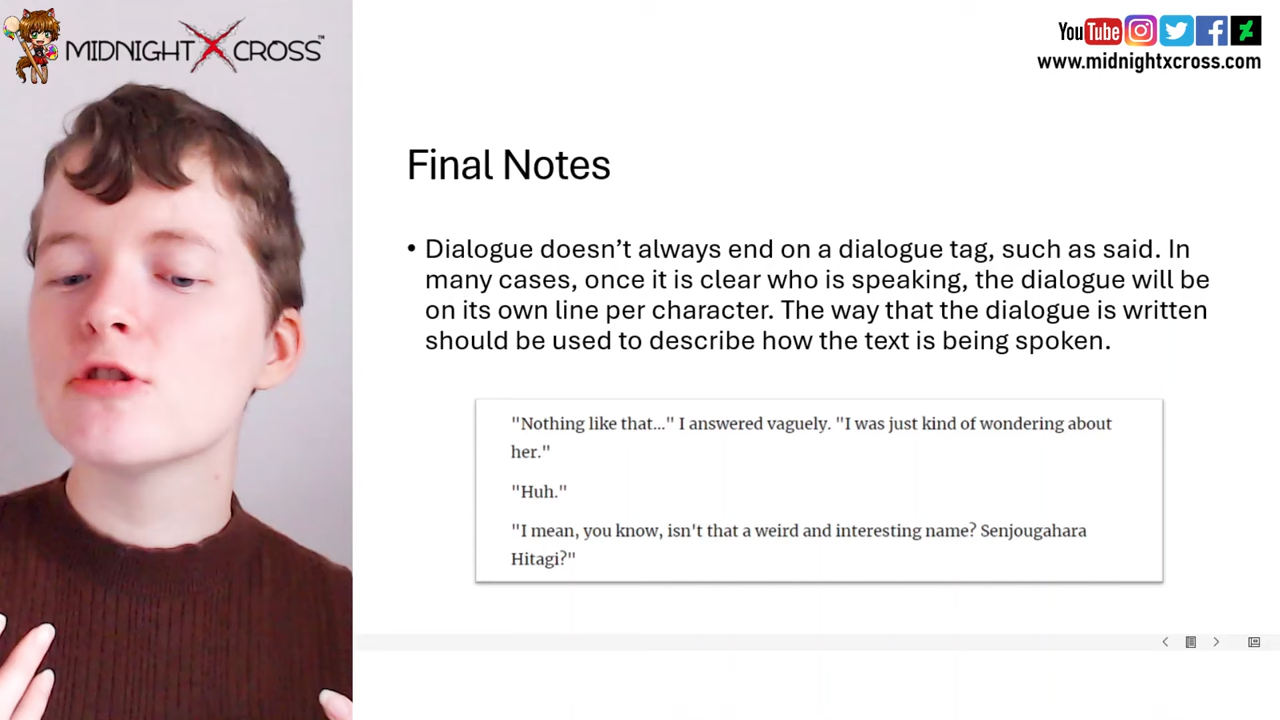 MIDNIGHT X CROSS™
YouTube
www.midnightxcross.com
Final Notes
• Dialogue doesn’t always end on a dialogue tag, such as said. In
many cases, once it is clear who is speaking, the dialogue will be
on its own line per character. The way that the dialogue is written
should be used to describe how the text is being spoken.
"Nothing like that..." I answered vaguely. "I was just kind of wondering about
her."
"Huh."
"I mean, you know, isn't that a weird and interesting name? Senjougahara
Hitagi?"